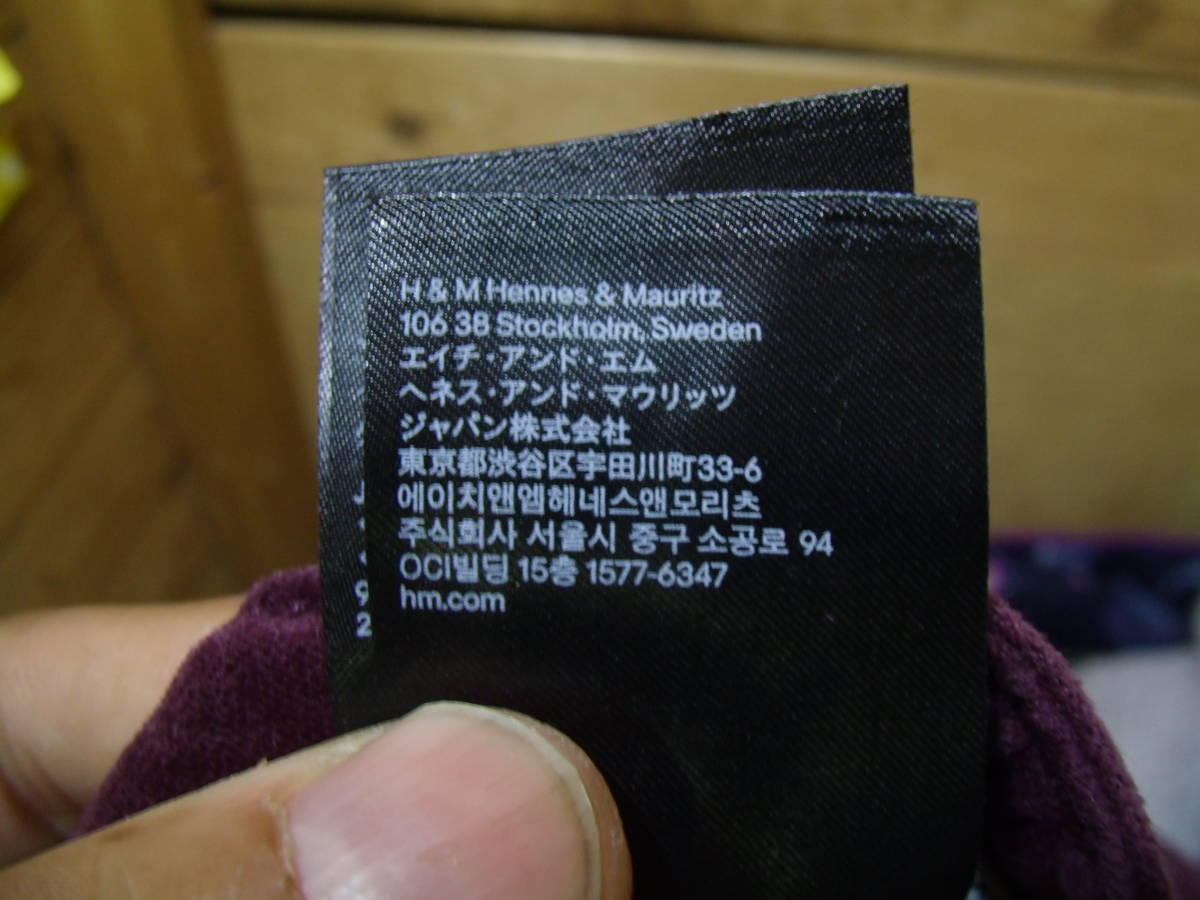 H & M Hennes & Mauritz
106 38 Stockholm, Sweden
エイチ・アンド・エム
ヘネス・アンド・マウリッツ
ジャパン株式会社
東京都渋谷区宇田川町33-6
에이치앤엠헤네스앤모리츠
주식회사 서울시 중구 소공로 94
OCI빌딩 15층 1577-6347
hm.com
J
9
2